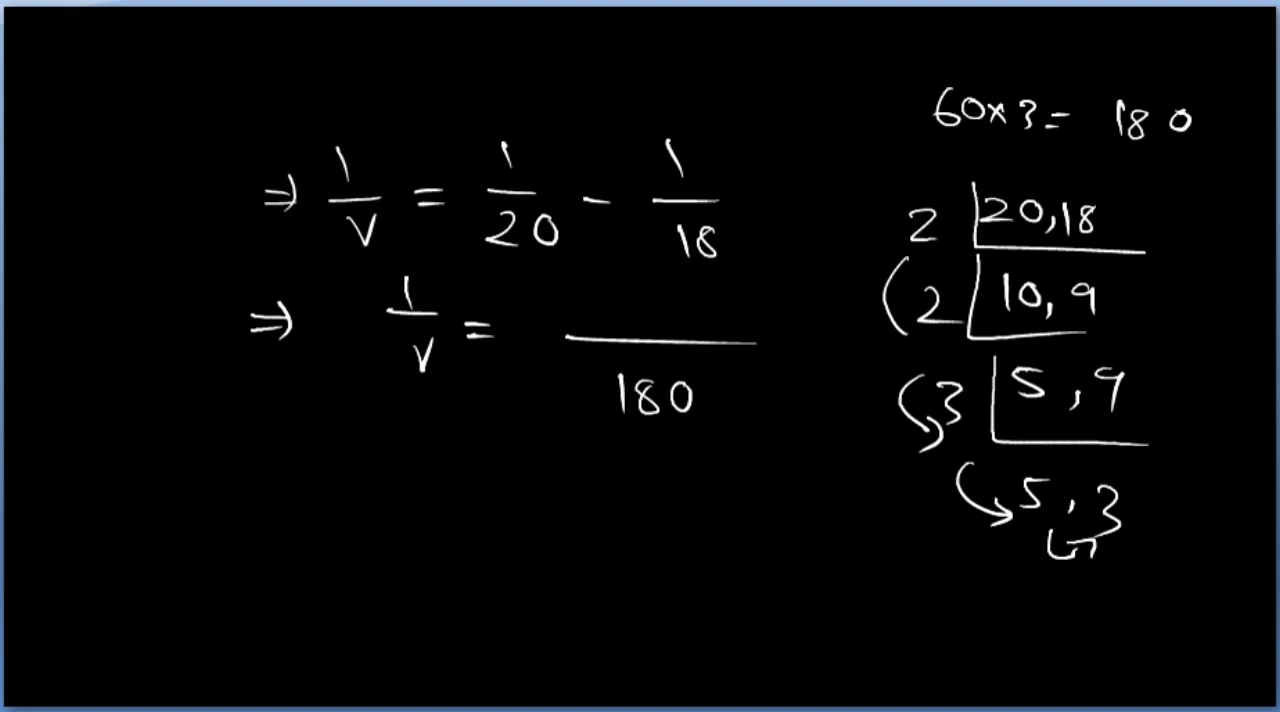 60×3= 180
⇒ 1/v = 1/20 - 1/18
⇒ 1/v = /180
2 | 20,18
2 | 10, 9
3 | 5, 9
5, 3